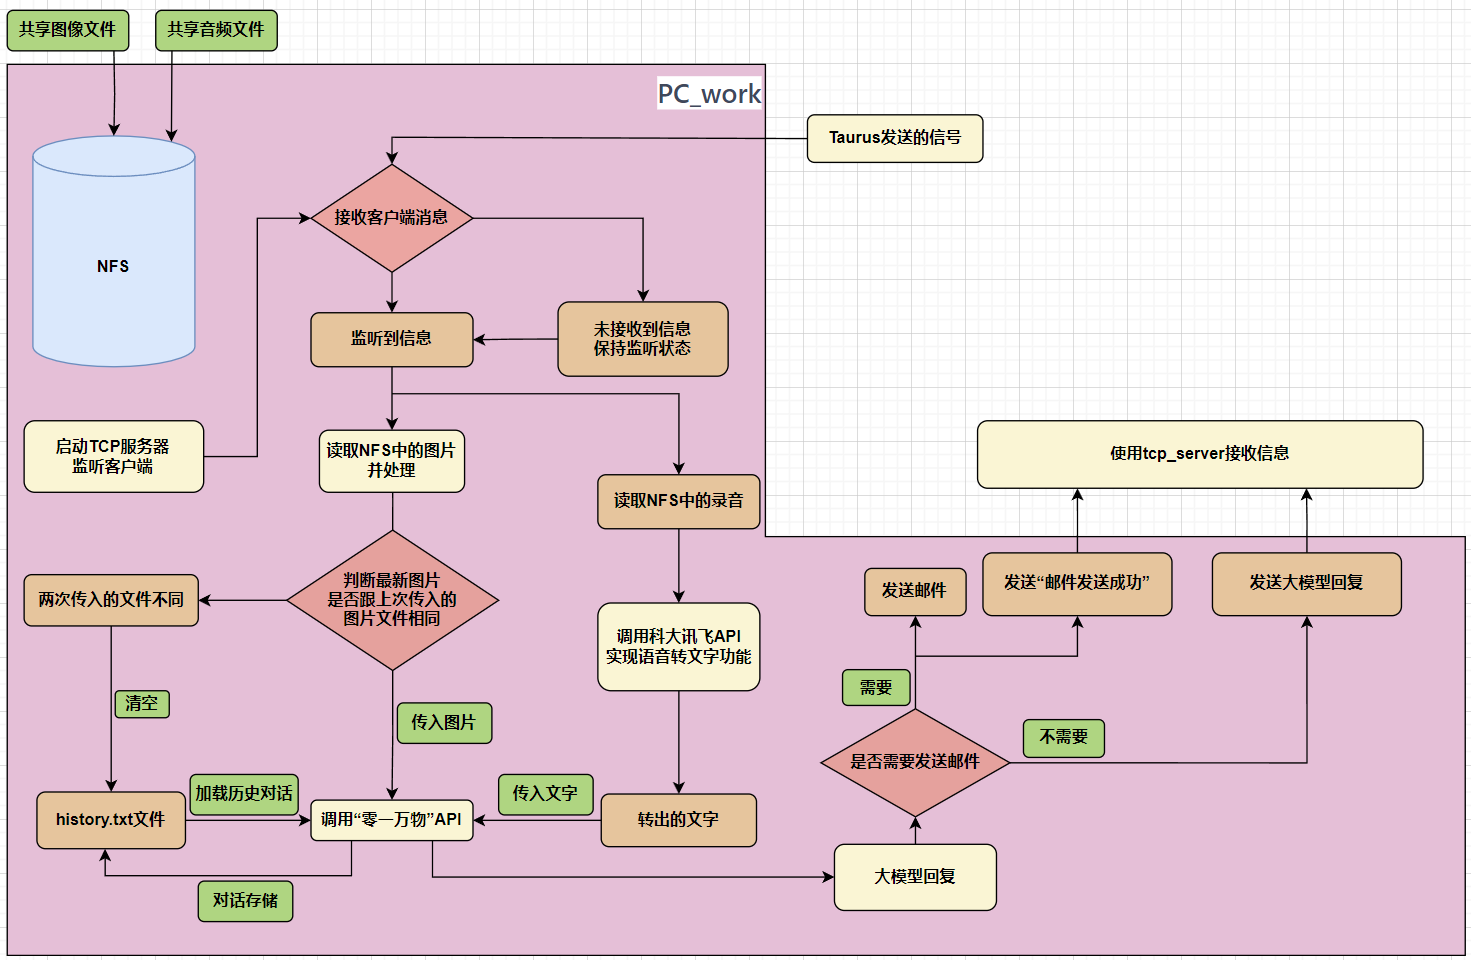 共享图像文件
共享音频文件
PC_work
Taurus发送的信号
接收客户端消息
NFS
监听到信息
未接收到信息
保持监听状态
启动TCP服务器
监听客户端
读取NFS中的图片
并处理
读取NFS中的录音
使用tcp_server接收信息
两次传入的文件不同
判断最新图片
是否跟上次传入的
图片文件相同
调用科大讯飞API
实现语音转文字功能
发送邮件
发送“邮件发送成功”
发送大模型回复
清空
传入图片
需要
不需要
是否需要发送邮件
加载历史对话
传入文字
history.txt文件
调用“零一万物”API
转出的文字
大模型回复
对话存储